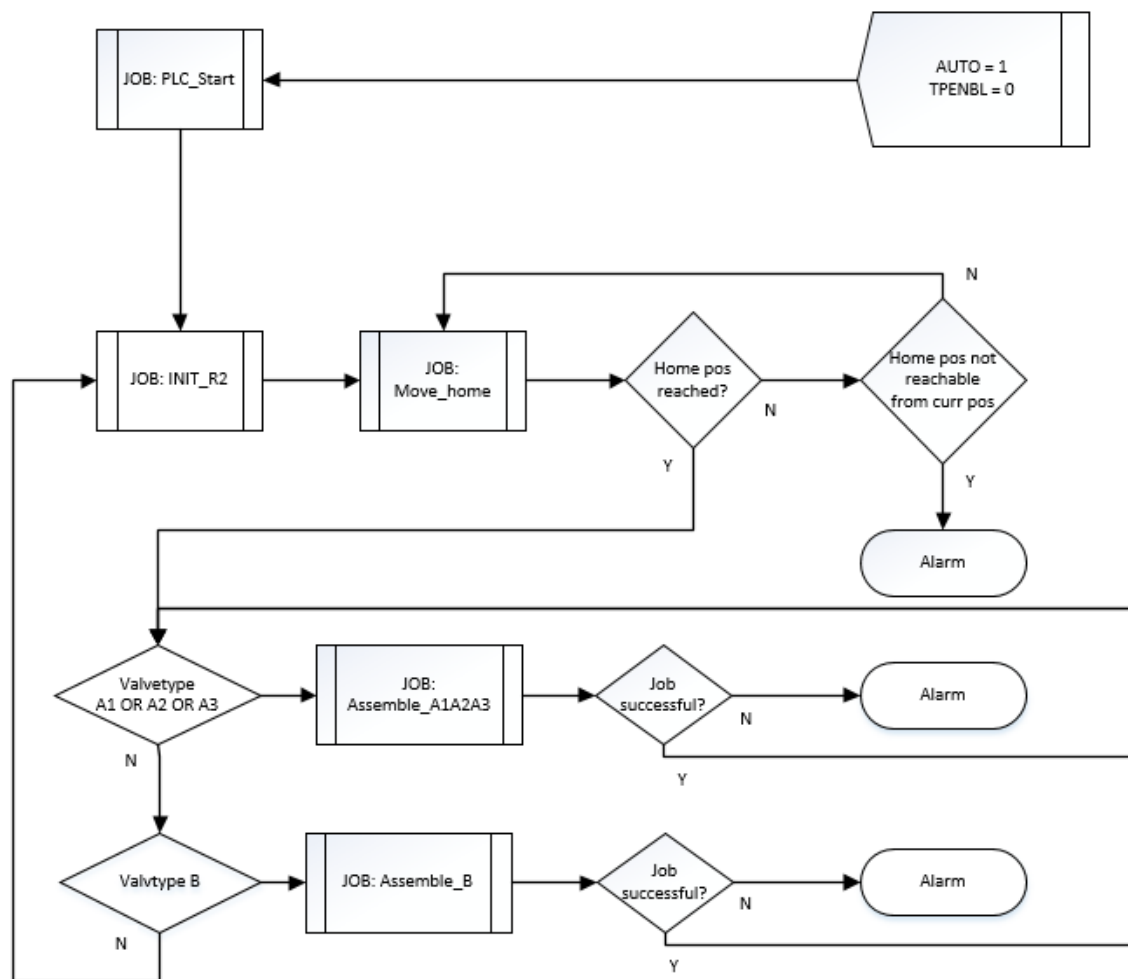 AUTO = 1
TPENBL = 0
JOB: PLC_Start
N
JOB: INIT_R2
JOB:
Move_home
Home pos
reached?
N
Home pos not
reachable
from curr pos
Y
Y
Alarm
Valvetype
A1 OR A2 OR A3
JOB:
Assemble_A1A2A3
Job
successful?
N
Alarm
N
Y
Valvtype B
JOB: Assemble_B
Job
successful?
N
Alarm
N
Y